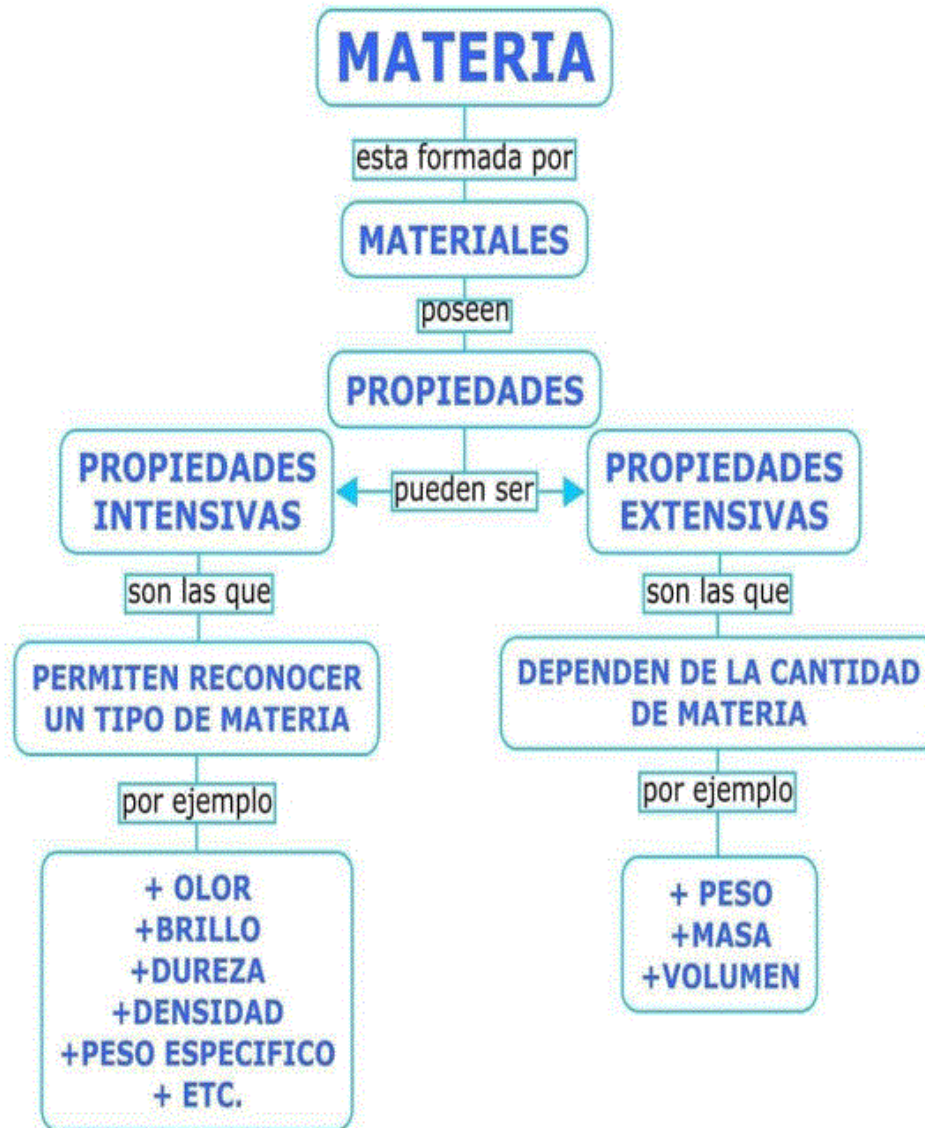 MATERIA
esta formada por
MATERIALES
poseen
PROPIEDADES
pueden ser
PROPIEDADES
INTENSIVAS
son las que
PERMITEN RECONOCER
UN TIPO DE MATERIA
por ejemplo
+ OLOR
+BRILLO
+DUREZA
+DENSIDAD
+PESO ESPECIFICO
+ ETC.
PROPIEDADES
EXTENSIVAS
son las que
DEPENDEN DE LA CANTIDAD
DE MATERIA
por ejemplo
+ PESO
+MASA
+VOLUMEN